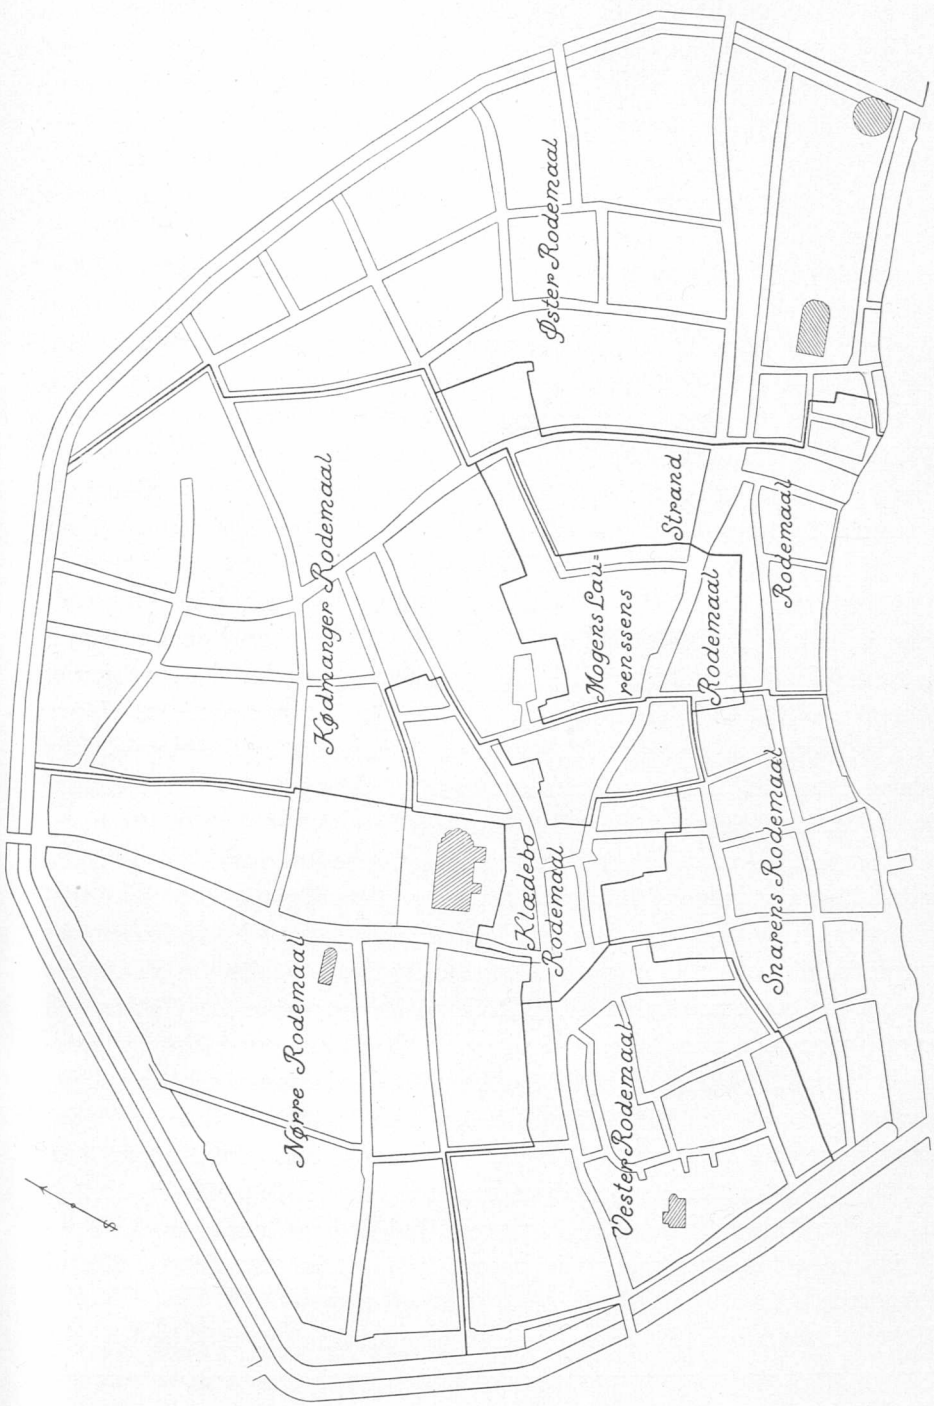 Øster Rodemaal
Kødmanger Rodemaal
Strand
Rodemaal
Mogens Lau=
renssens
Rodemaal
Klædebo
Rodemaal
Snarens Rodemaal
Nørre Rodemaal
Vester Rodemaal